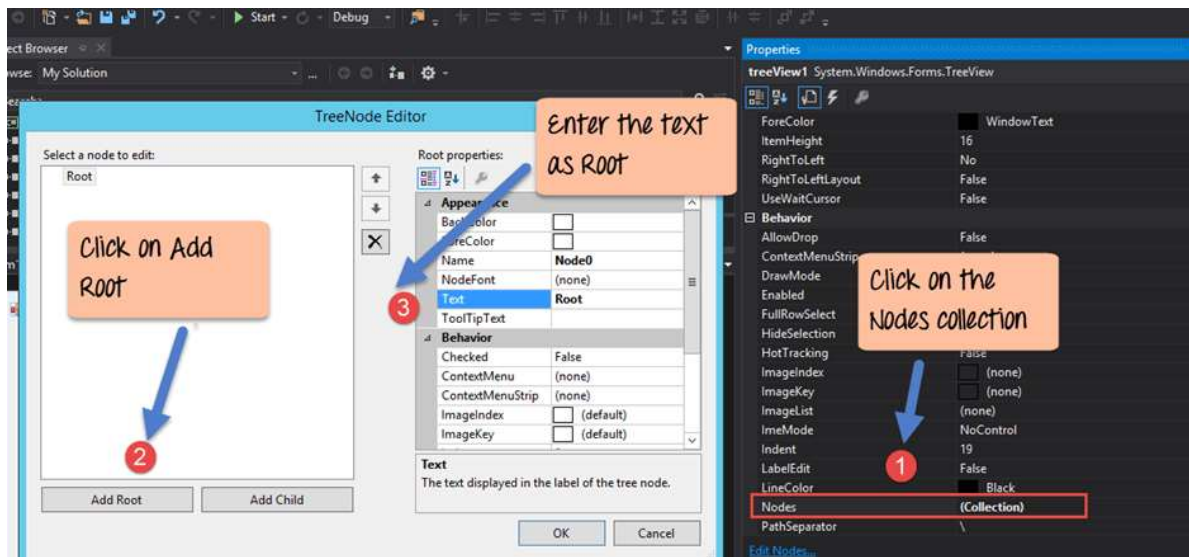 Start
Debug
ect Browser
wse: My Solution
Properties
treeView1 System.Windows.Forms.TreeView
ForeColor WindowText
ItemHeight 16
RightToLeft No
RightToLeftLayout False
UseWaitCursor False
Behavior
AllowDrop False
ContextMenuStrip
DrawMode
Enabled
FullRowSelect
HideSelection
HotTracking False
ImageIndex (none)
ImageKey (none)
ImageList (none)
ImeMode NoControl
Indent 19
LabelEdit False
LineColor Black
Nodes (Collection)
PathSeparator \
Edit Nodes...
Click on the
Nodes collection
1
TreeNode Editor
Select a node to edit:
Root
Click on Add
Root
2
Add Root
Add Child
Root properties:
Enter the text
as Root
3
Appearance
BackColor
ForeColor
Name Node0
NodeFont (none)
Text Root
ToolTipText
Behavior
Checked False
ContextMenu (none)
ContextMenuStrip (none)
ImageIndex (default)
ImageKey (default)
Text
The text displayed in the label of the tree node.
OK
Cancel